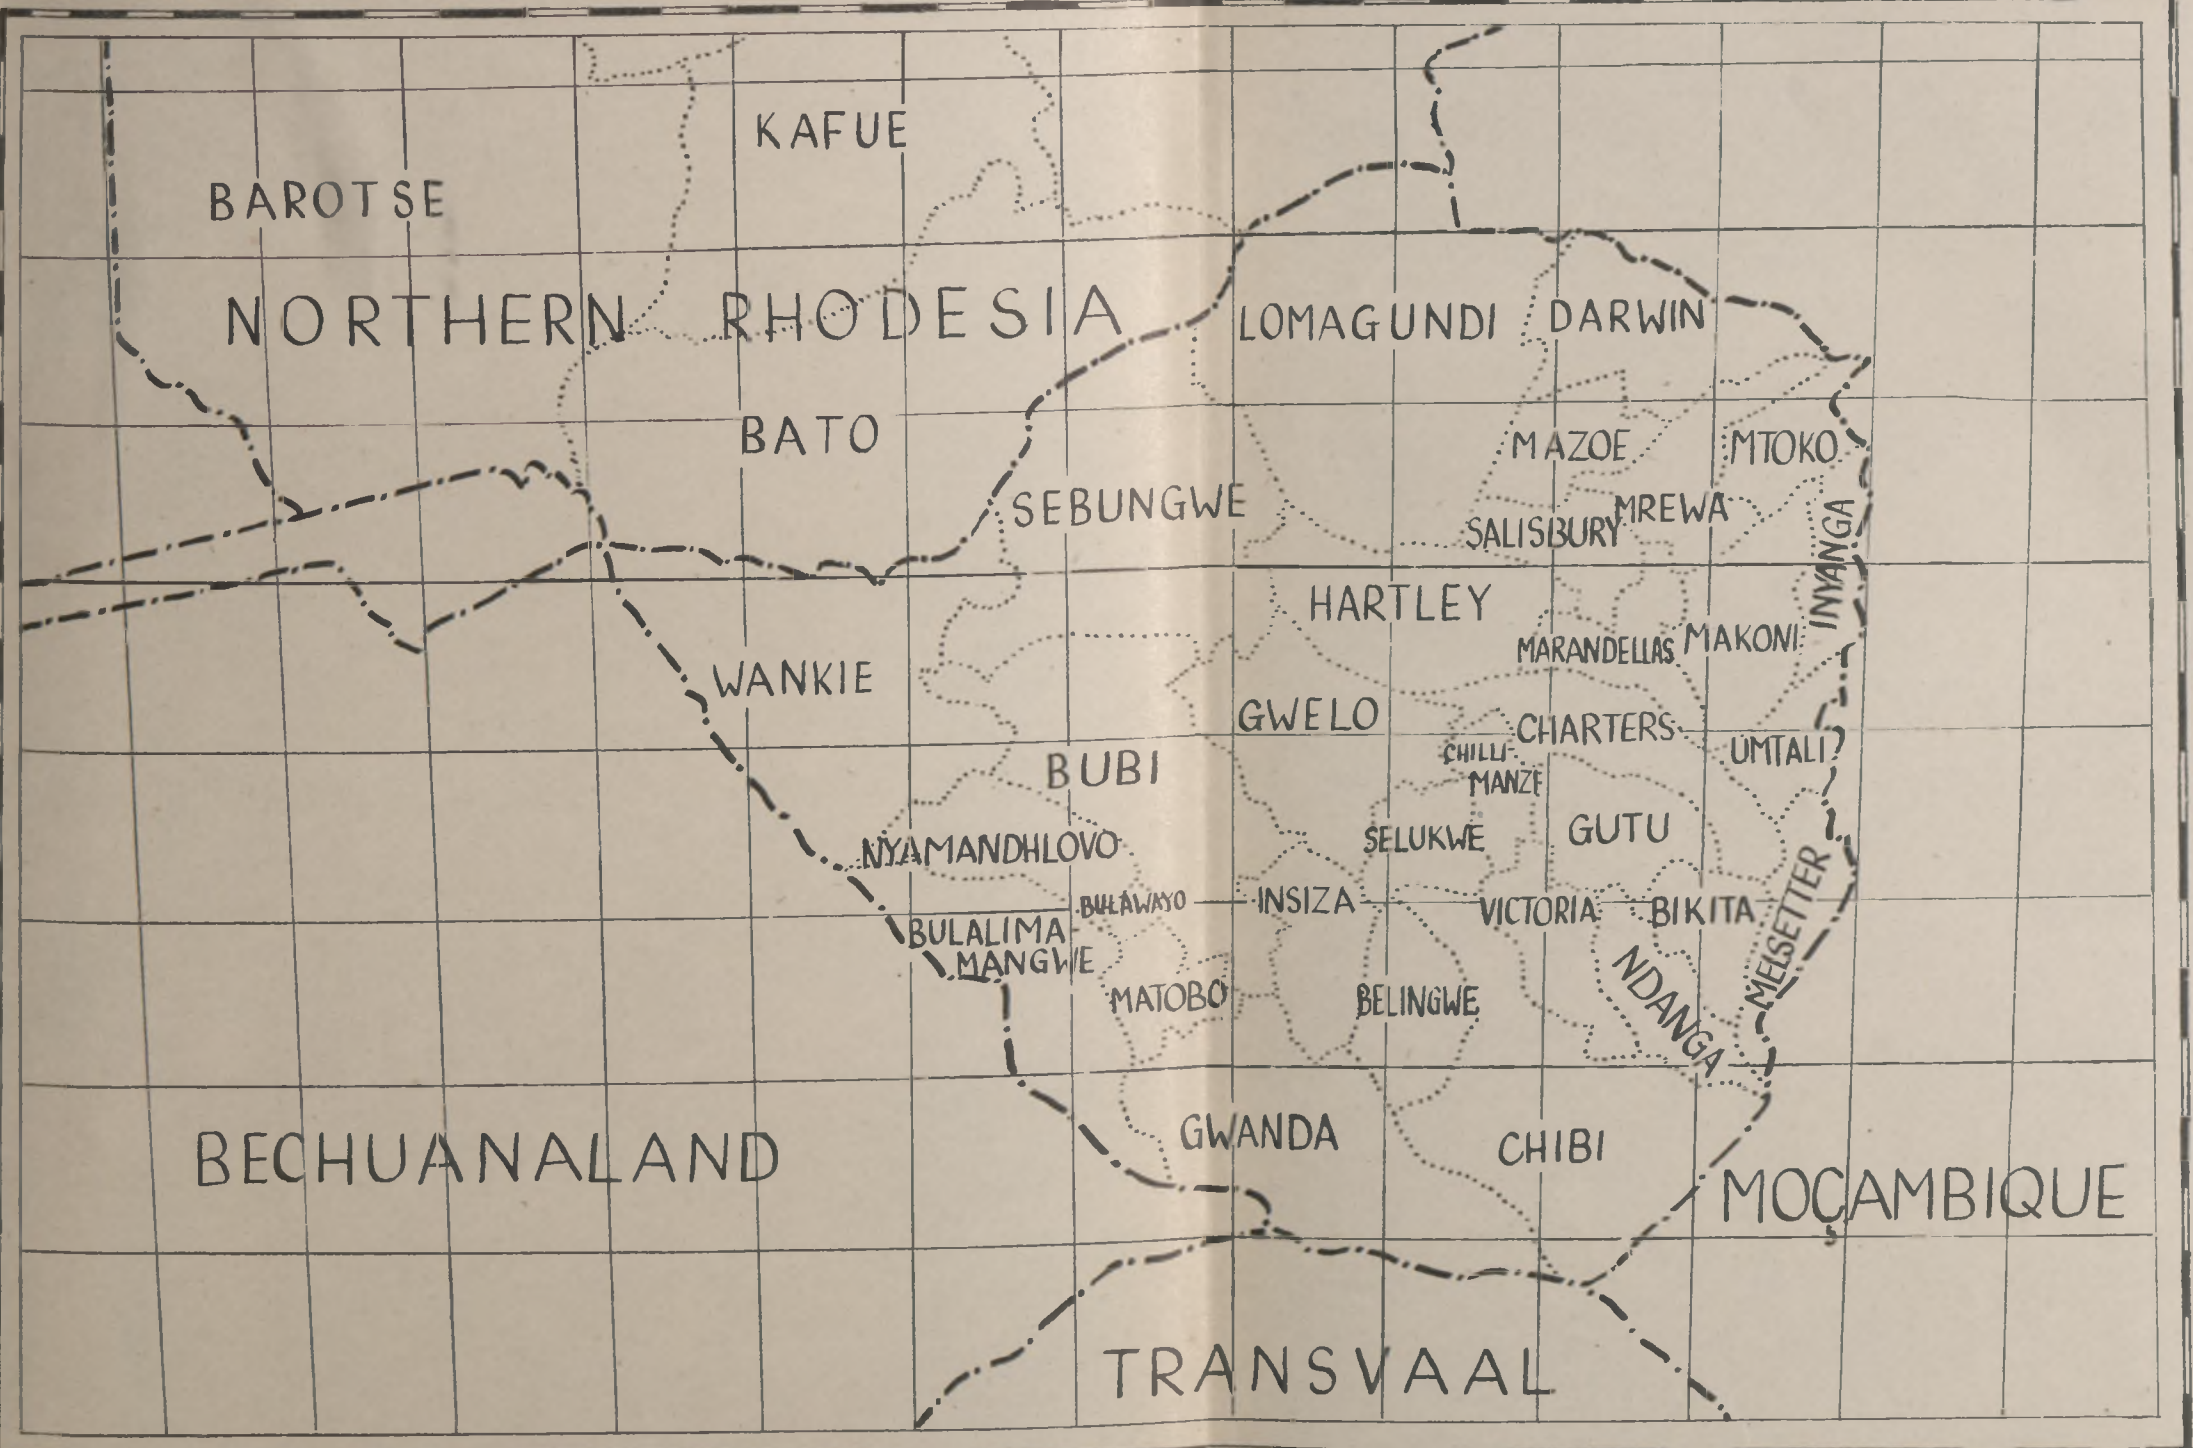 KAFUE
BAROTSE
NORTHERN RHODESIA
LOMAGUNDI
DARWIN
BATO
MAZOE
MTOKO
SEBUNGWE
MREWA
SALISBURY
INYANGA
HARTLEY
MARANDELLAS
MAKONI
WANKIE
GWELO
CHARTERS
CHILLI-
MANZE
UMTALI
BUBI
GUTU
SELUKWE
NYAMANDHLOVO
MELSETTER
BULAWAYO
INSIZA
VICTORIA
BIKITA
BULALIMA
MANGWE
MATOBO
BELINGWE
NDANGA
GWANDA
CHIBI
BECHUANALAND
MOÇAMBIQUE
TRANSVAAL